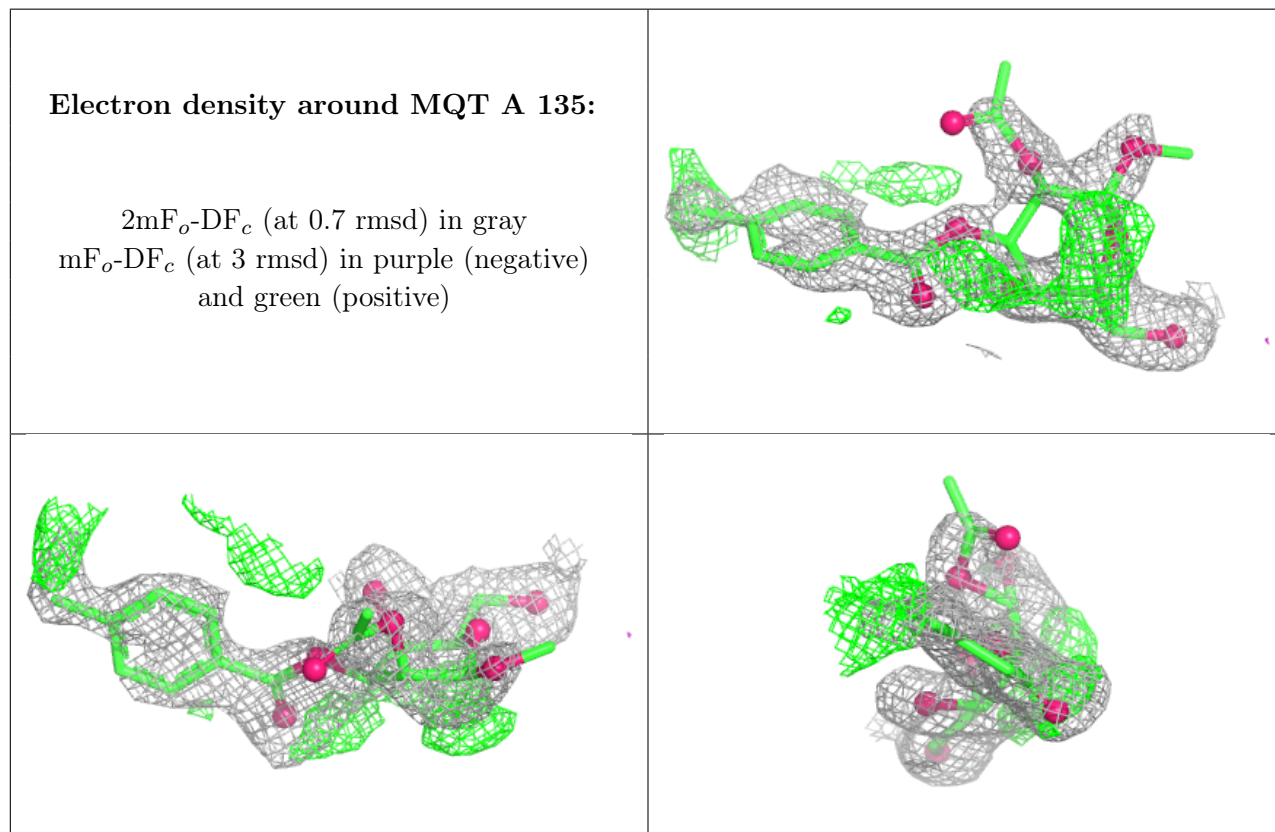 Electron density around MQT A 135:
2mFo-DFc (at 0.7 rmsd) in gray
mFo-DFc (at 3 rmsd) in purple (negative)
and green (positive)